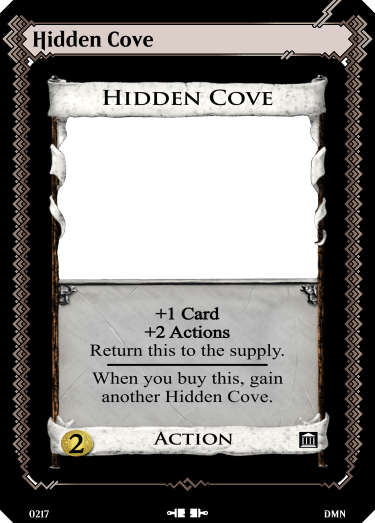 Hidden Cove
Hidden Cove
+1 Card
+2 Actions
Return this to the supply.
When you buy this, gain
another Hidden Cove.
2
Action
0217
DMN